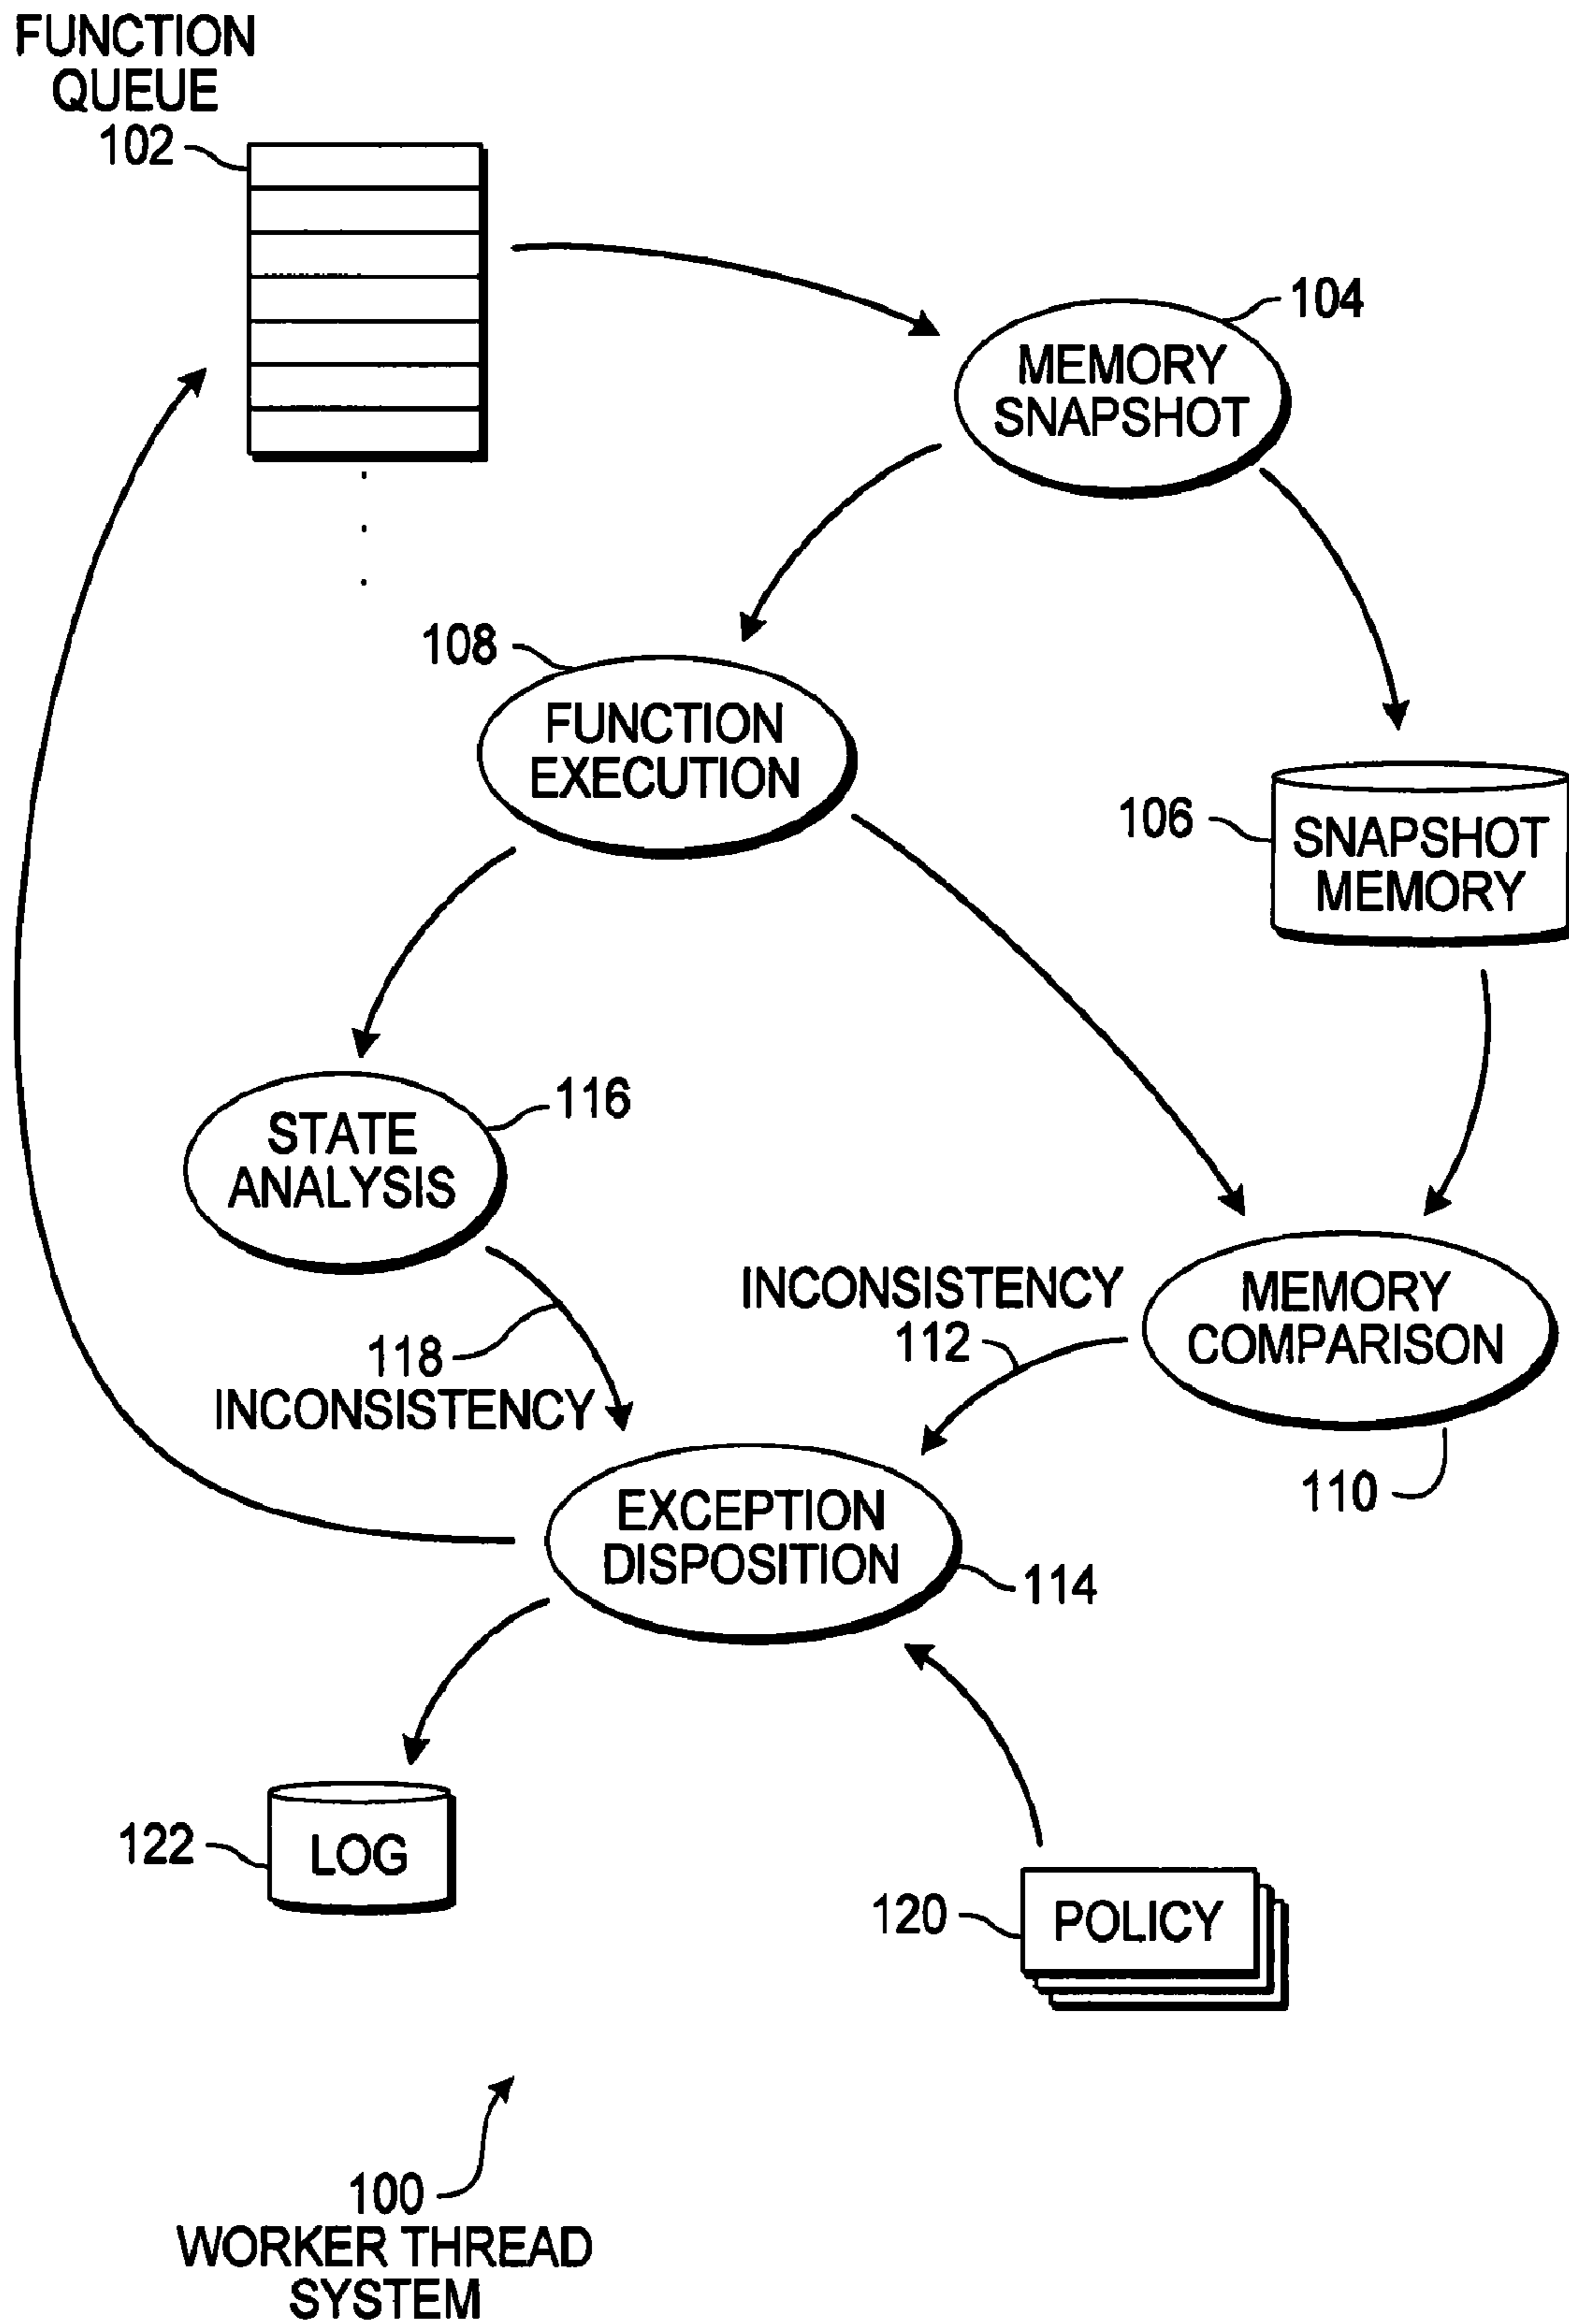 FUNCTION
QUEUE
102
104
MEMORY
SNAPSHOT
108
FUNCTION
EXECUTION
106
SNAPSHOT
MEMORY
116
STATE
ANALYSIS
INCONSISTENCY
112
MEMORY
COMPARISON
118
INCONSISTENCY
110
EXCEPTION
DISPOSITION
114
122
LOG
120
POLICY
100
WORKER THREAD
SYSTEM